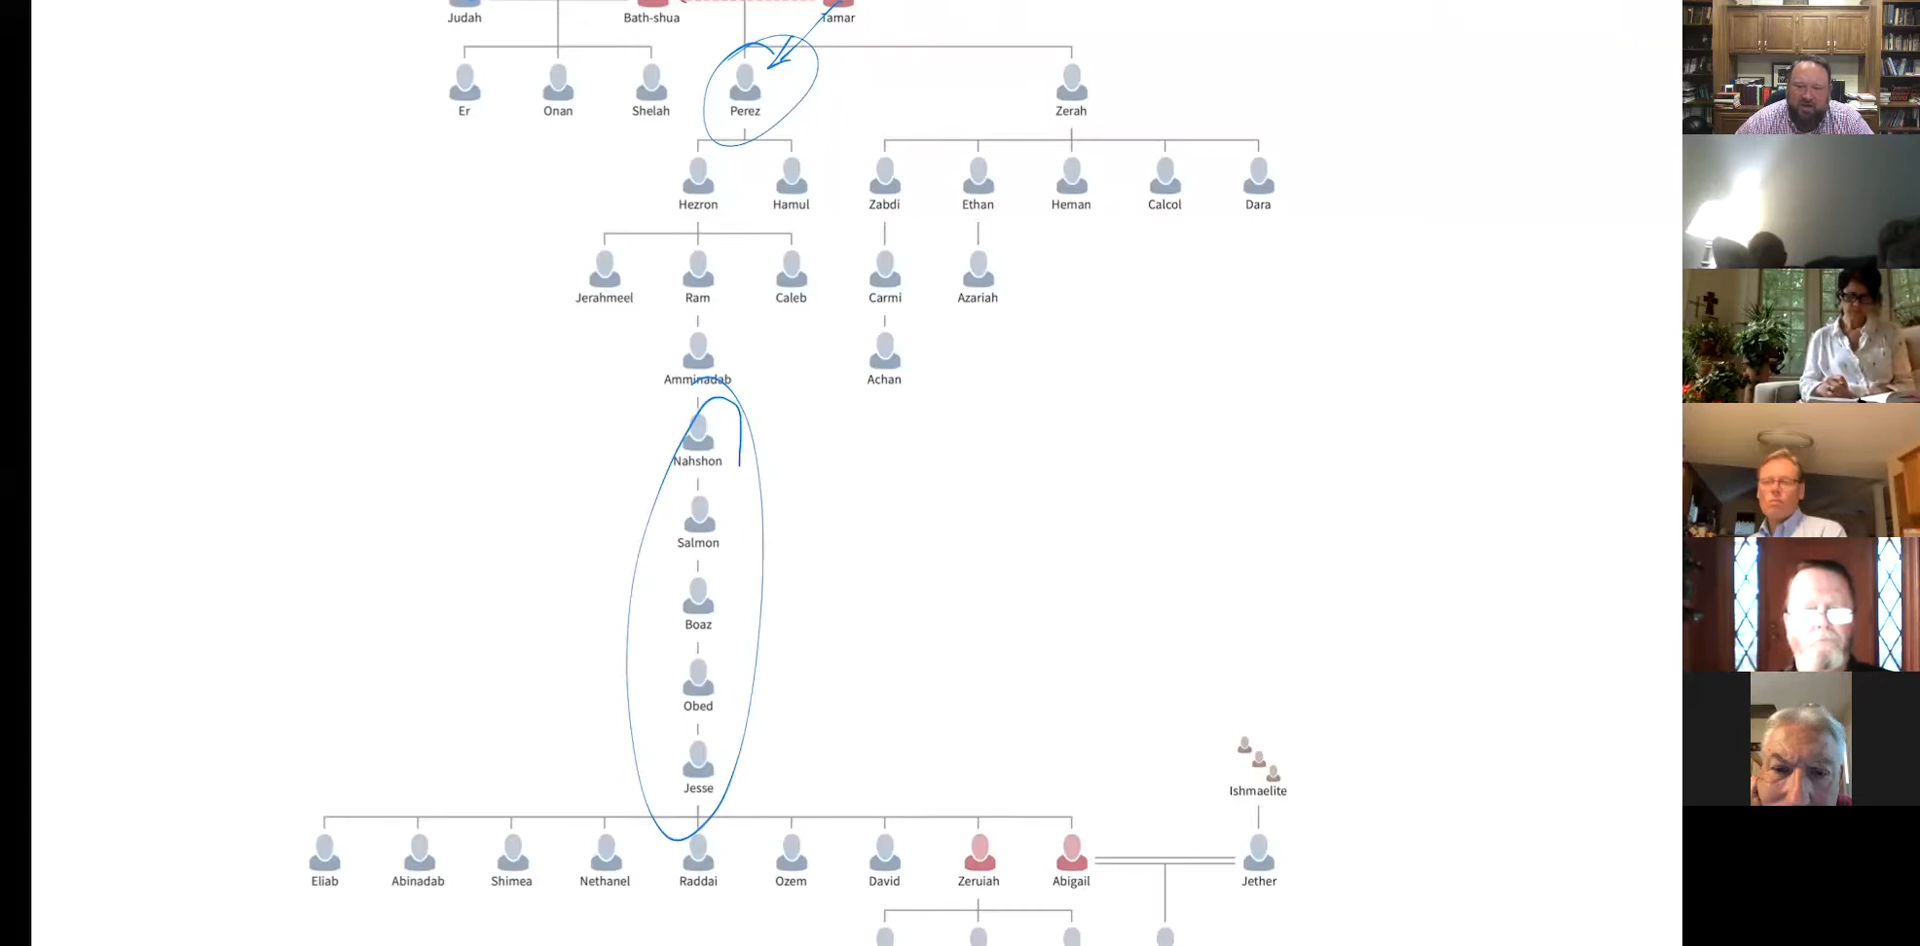 Judah Bath-shua Tamar
Er Onan Shelah Perez Zerah
Hezron Hamul Zabdi Ethan Heman Calcol Dara
Jerahmeel Ram Caleb Carmi Azariah
Amminadab Achan
Nahshon
Salmon
Boaz
Obed
Jesse
Ishmaelite
Eliab Abinadab Shimea Nethanel Raddai Ozem David Zeruiah Abigail Jether